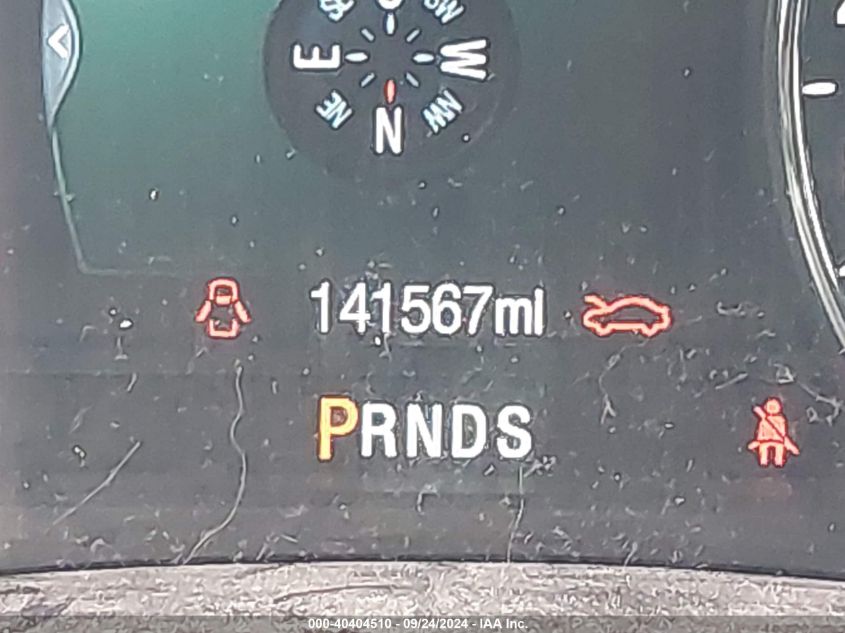 SE S SW
E W
NE N NW
141567mi
PRNDS
000-40404510 - 09/24/2024 - IAA Inc.